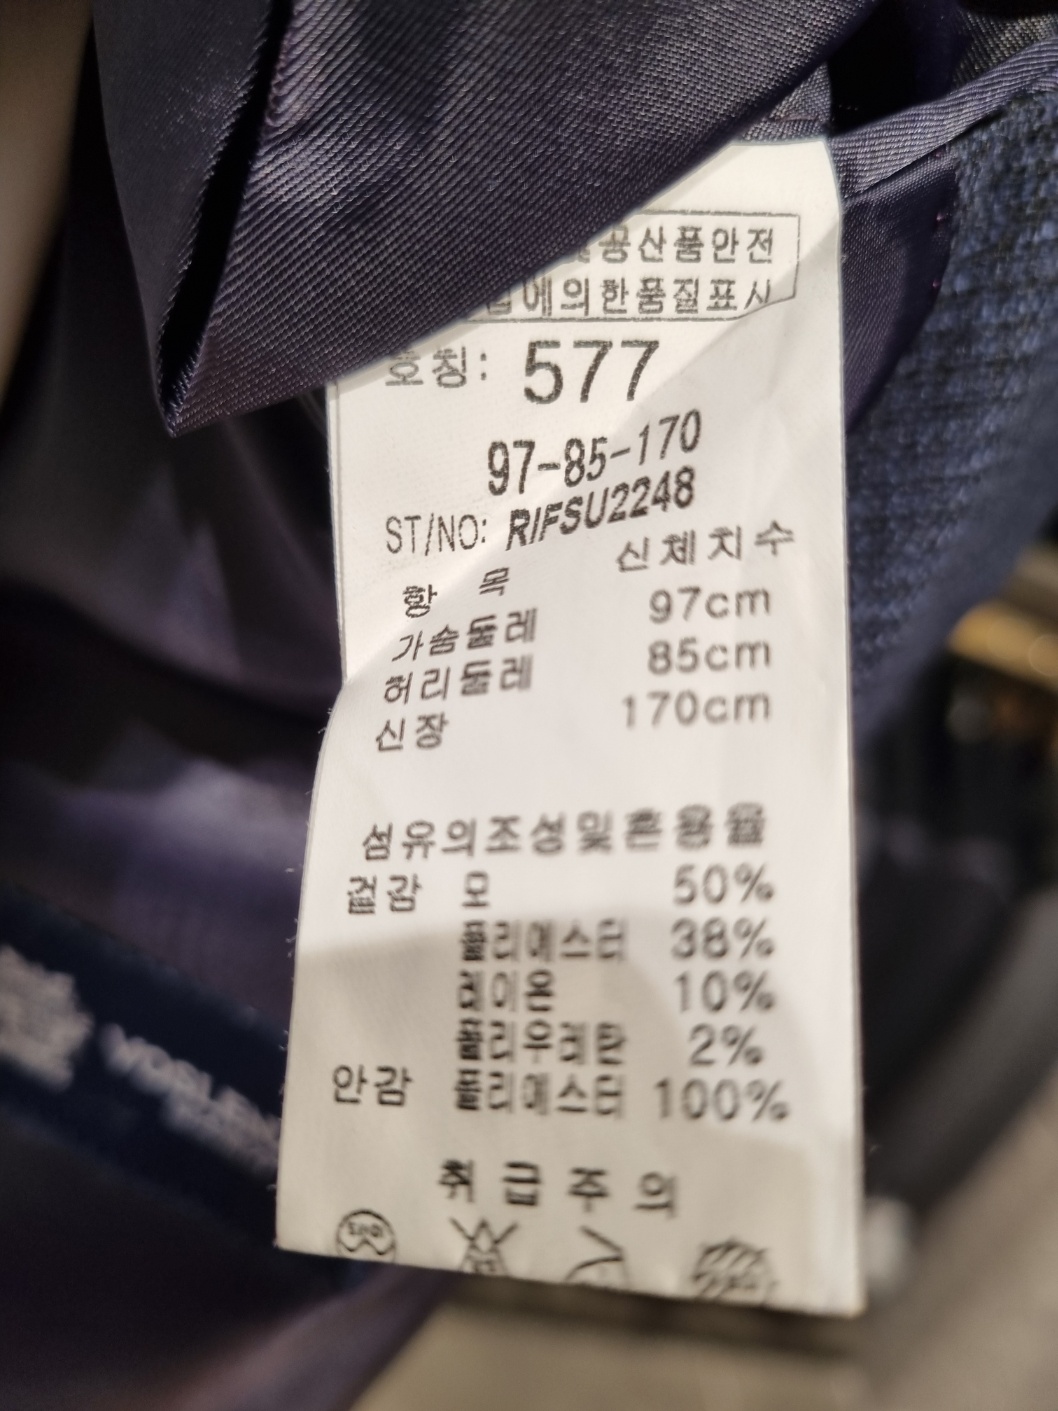 공산품안전
법에의한품질표시
호칭: 577
97-85-170
ST/NO: RIFSU2248
항 목 신체치수
가슴둘레 97cm
허리둘레 85cm
신장 170cm
섬유의조성및혼용율
겉감 모 50%
폴리에스터 38%
레이온 10%
폴리우레탄 2%
안감 폴리에스터 100%
취급주의